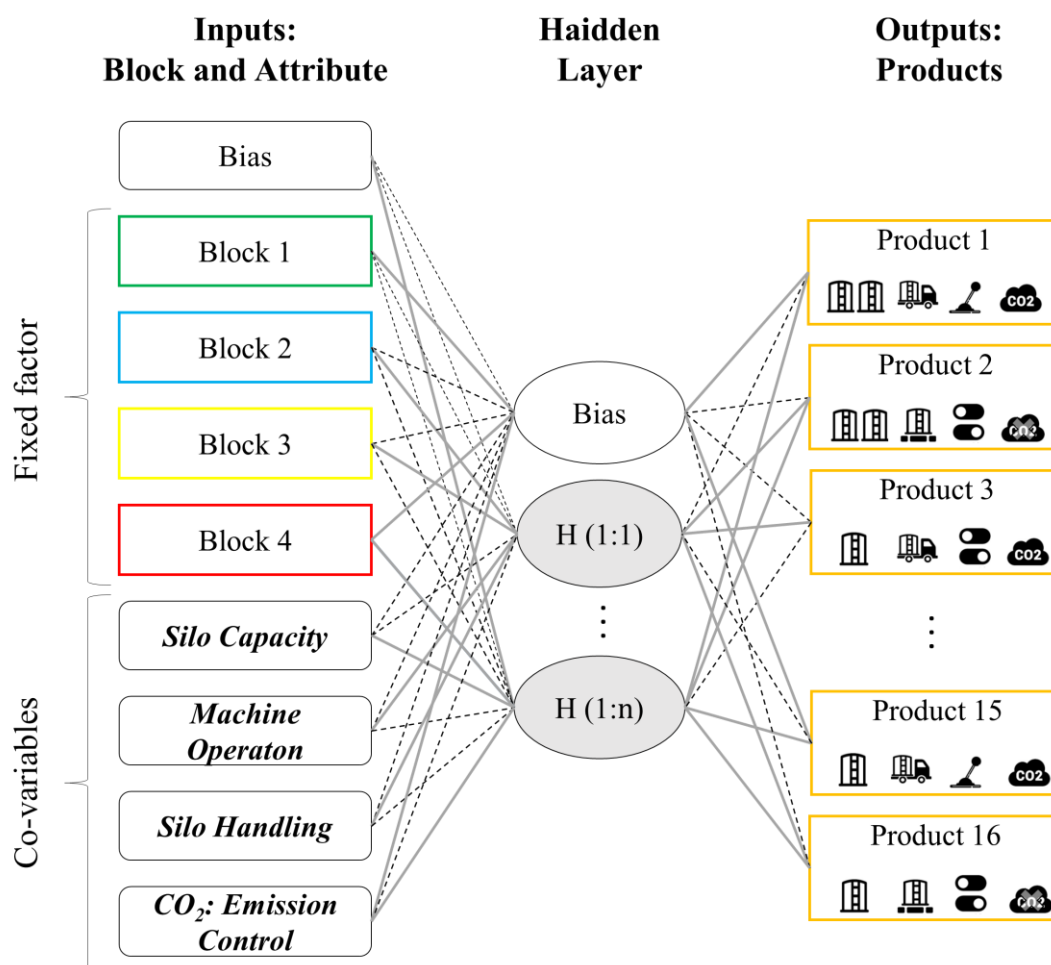 Inputs:
Block and Attribute
Haidden
Layer
Outputs:
Products
Bias
Fixed factor
Block 1
Block 2
Block 3
Block 4
Co-variables
Silo Capacity
Machine
Operaton
Silo Handling
CO₂: Emission
Control
Bias
H (1:1)
⋮
H (1:n)
Product 1
CO2
Product 2
CO2
Product 3
CO2
⋮
Product 15
CO2
Product 16
CO2